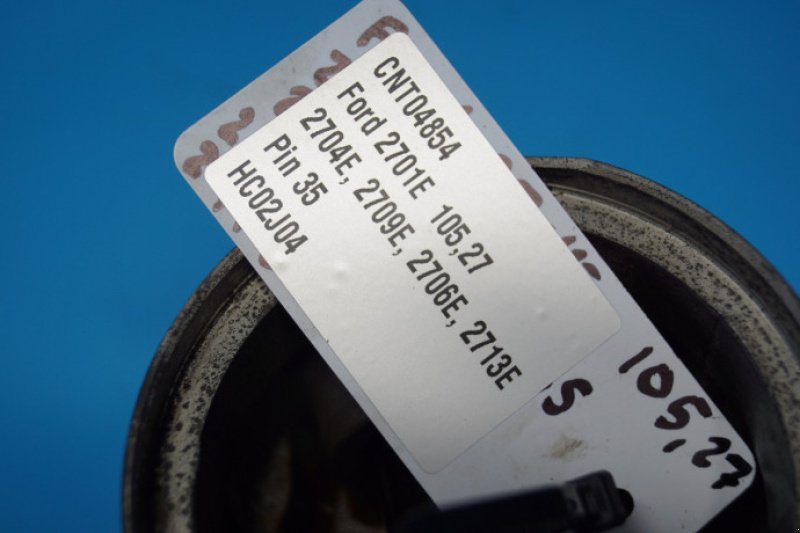 CNT04854
Ford 2701E 105,27
2704E, 2709E, 2706E, 2713E
Pin 35
HC02J04
105,27